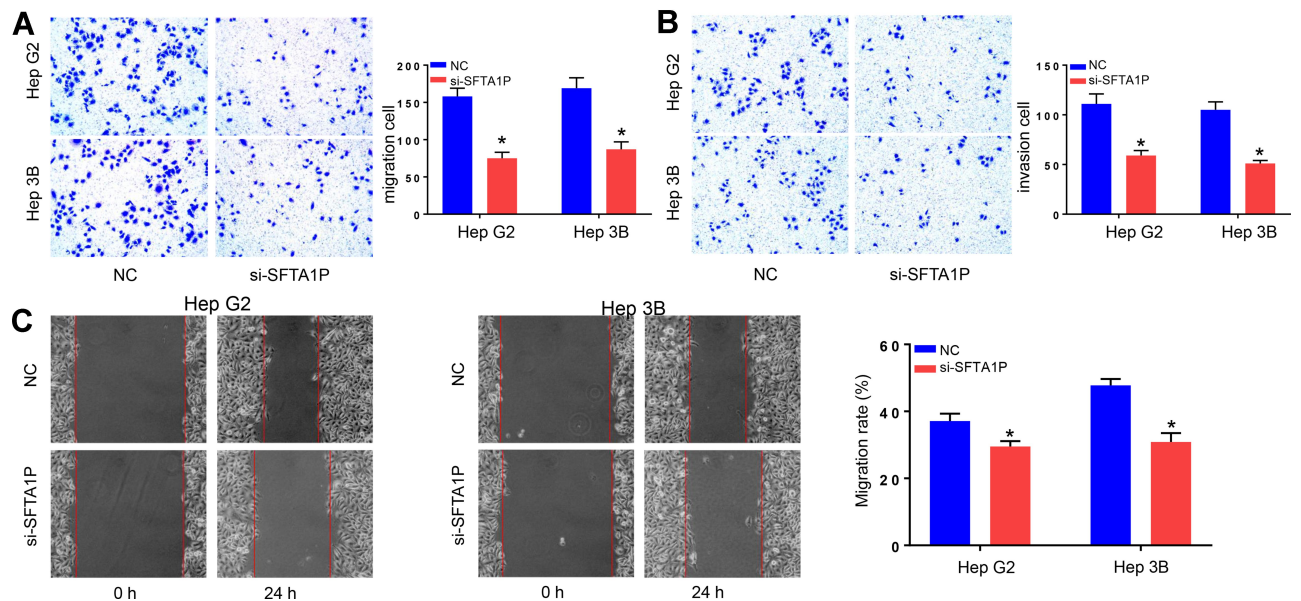 A
Hep G2
Hep 3B
NC
si-SFTA1P
NC
si-SFTA1P
migration cell
200
150
100
50
0
*
*
Hep G2
Hep 3B
B
Hep G2
Hep 3B
NC
si-SFTA1P
NC
si-SFTA1P
invasion cell
150
100
50
0
*
*
Hep G2
Hep 3B
C
Hep G2
Hep 3B
NC
si-SFTA1P
0 h
24 h
NC
si-SFTA1P
0 h
24 h
NC
si-SFTA1P
Migration rate (%)
60
40
20
0
*
*
Hep G2
Hep 3B